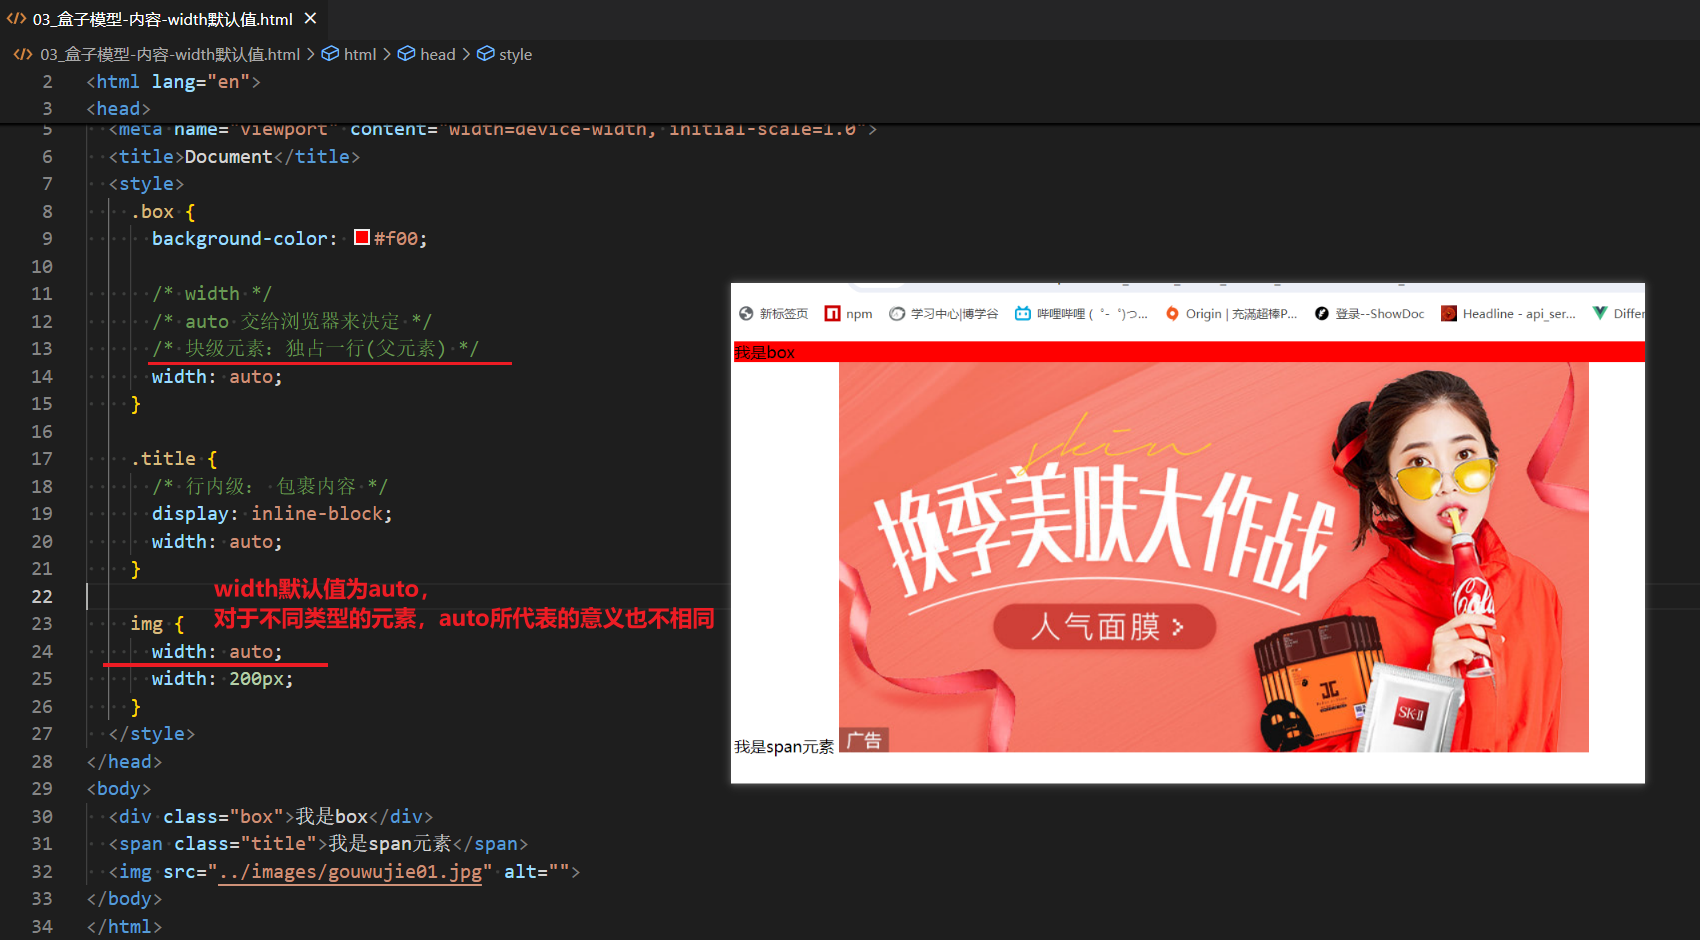 03_盒子模型-内容-width默认值.html
03_盒子模型-内容-width默认值.html > html > head > style
2 <html lang="en">
3 <head>
5 <meta name="viewport" content="width=device-width, initial-scale=1.0">
6 <title>Document</title>
7 <style>
8 .box {
9 background-color: #f00;
10
11 /* width */
12 /* auto 交给浏览器来决定 */
13 /* 块级元素: 独占一行(父元素) */
14 width: auto;
15 }
16
17 .title {
18 /* 行内级: 包裹内容 */
19 display: inline-block;
20 width: auto;
21 }
22
width默认值为auto，
对于不同类型的元素，auto所代表的意义也不相同
23 img {
24 width: auto;
25 width: 200px;
26 }
27 </style>
28 </head>
29 <body>
30 <div class="box">我是box</div>
31 <span class="title">我是span元素</span>
32 <img src="../images/gouwujie01.jpg" alt="">
33 </body>
34 </html>
新标签页 npm 学习中心|博学谷 哔哩哔哩 ( ゜- ゜)つ... Origin | 充满超棒P... 登录--ShowDoc Headline - api_ser... Differ
我是box
skin
换季美肤大作战
人气面膜 >
Coca
SK-II
我是span元素
广告